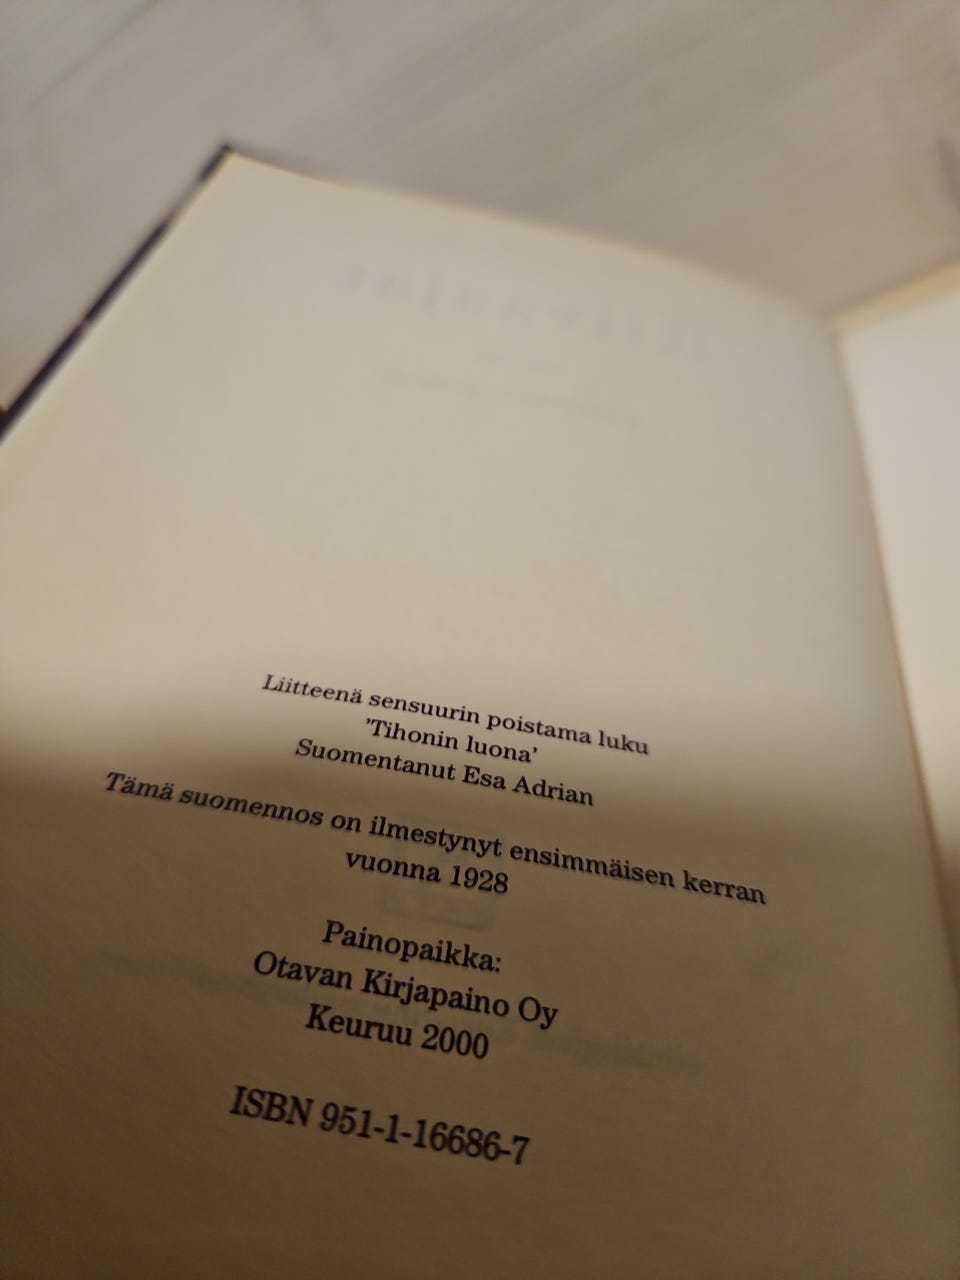 Liitteenä sensuurin poistama luku
'Tihonin luona'
Suomentanut Esa Adrian
Tämä suomennos on ilmestynyt ensimmäisen kerran
vuonna 1928
Painopaikka:
Otavan Kirjapaino Oy
Keuruu 2000
ISBN 951-1-16686-7